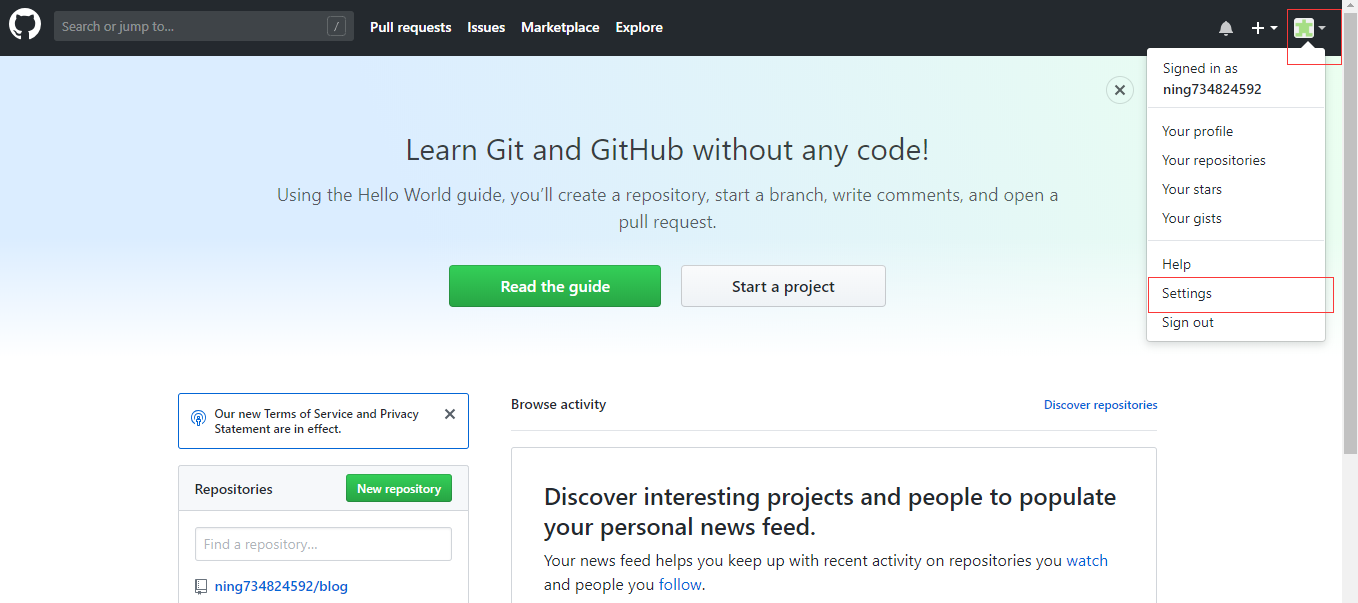 Search or jump to...
/
Pull requests
Issues
Marketplace
Explore
Signed in as
ning734824592
Your profile
Your repositories
Your stars
Your gists
Help
Settings
Sign out
Learn Git and GitHub without any code!
Using the Hello World guide, you’ll create a repository, start a branch, write comments, and open a
pull request.
Read the guide
Start a project
Our new Terms of Service and Privacy
Statement are in effect.
Repositories
New repository
Find a repository...
ning734824592/blog
Browse activity
Discover repositories
Discover interesting projects and people to populate
your personal news feed.
Your news feed helps you keep up with recent activity on repositories you watch
and people you follow.